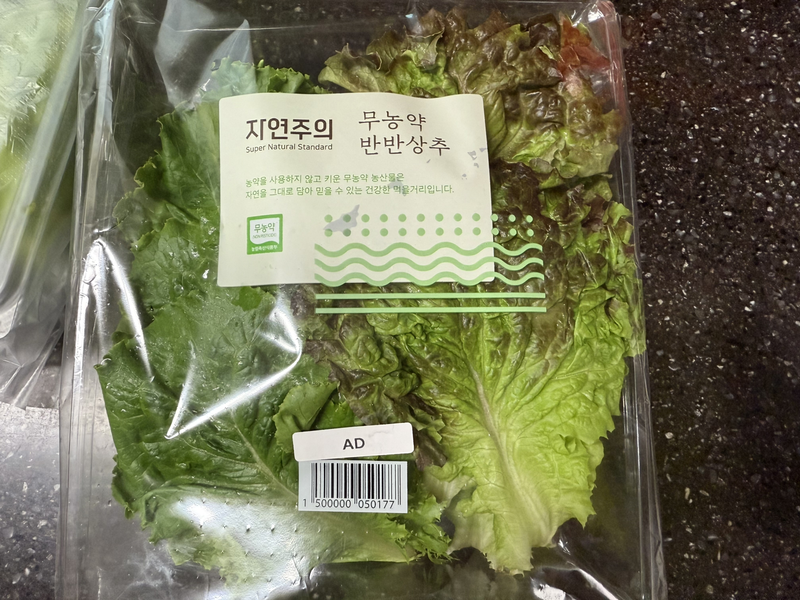 자연주의
Super Natural Standard
무농약
반반상추
농약을 사용하지 않고 키운 무농약 농산물은
자연을 그대로 담아 믿을 수 있는 건강한 먹을거리입니다.
무농약
AD
1 500000 050177